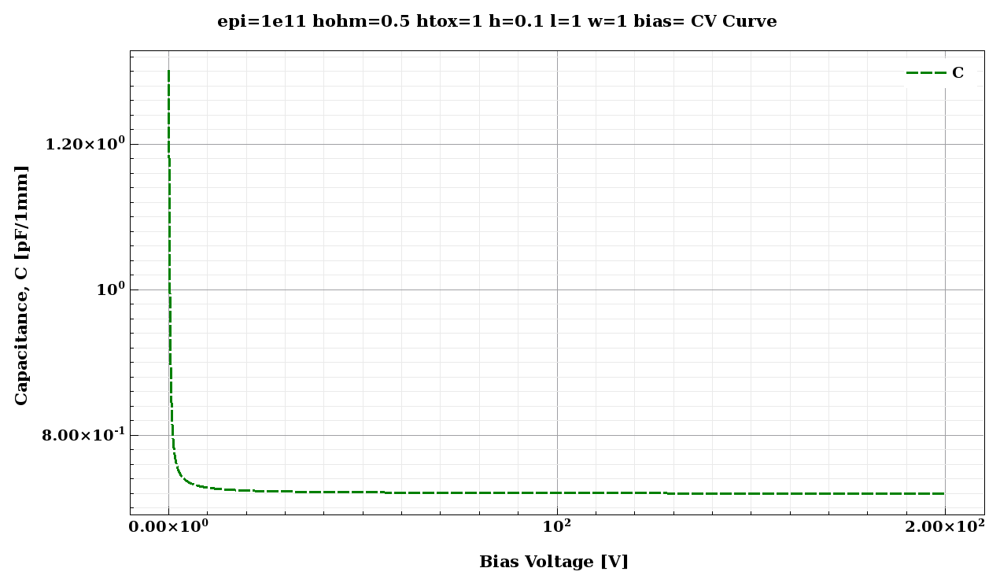 epi=1e11 hohm=0.5 htox=1 h=0.1 l=1 w=1 bias= CV Curve
C
1.20×10⁰
10⁰
8.00×10⁻¹
Capacitance, C [pF/1mm]
0.00×10⁰ 10² 2.00×10²
Bias Voltage [V]